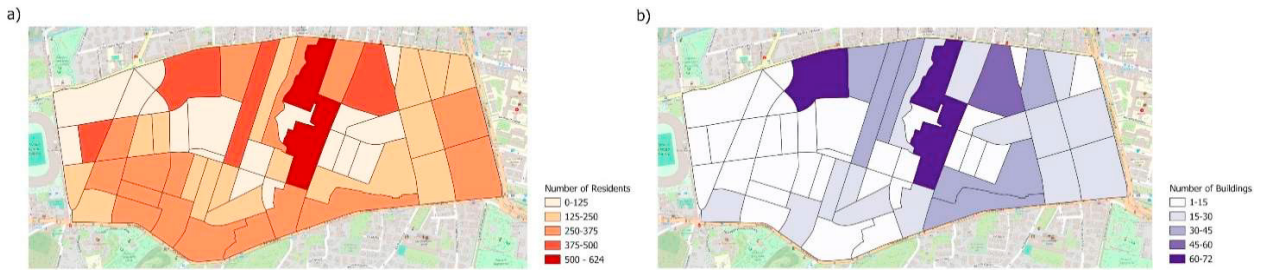 a)
Number of Residents
0-125
125-250
250-375
375-500
500 - 624
b)
Number of Buildings
1-15
15-30
30-45
45-60
60-72